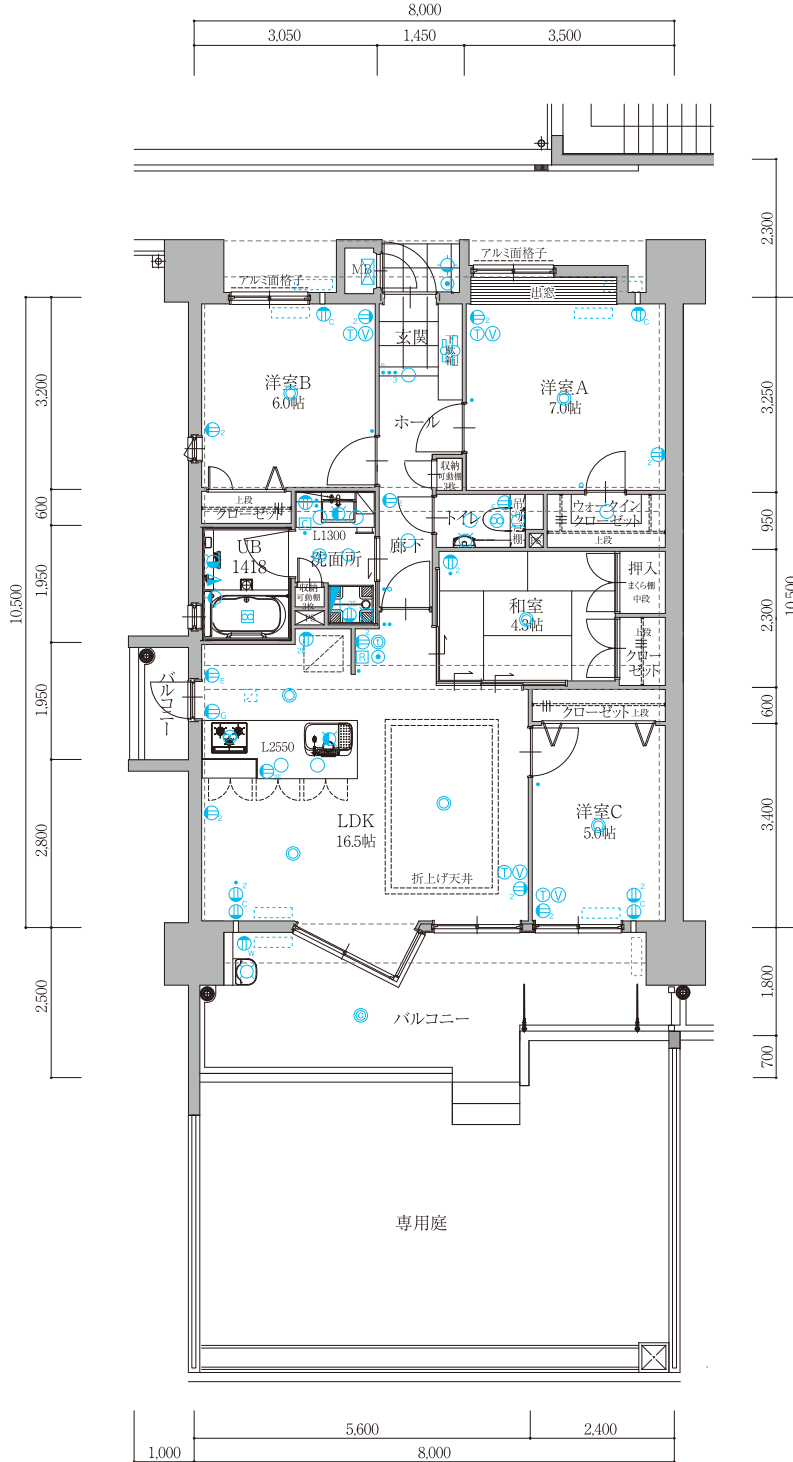 8,000
3,050
1,450
3,500
2,300
アルミ面格子
アルミ面格子
MB
出窓
玄関
下駄箱
洋室B
6.0帖
洋室A
7.0帖
ホール
収納
可動棚
3枚
3,200
3,250
10,500
10,500
上段
クローゼット
L1300
洗面所
トイレ
吊戸棚
ウォークイン
クローゼット
上段
600
950
UB
1418
廊下
収納
可動棚
3枚
PS
PS
和室
4.3帖
押入
まくら棚
中段
上段
クロー
ゼット
1,950
2,300
バルコニー
L2550
クローゼット
上段
1,950
600
LDK
16.5帖
折上げ天井
洋室C
5.0帖
2,800
3,400
バルコニー
2,500
1,800
700
専用庭
5,600
2,400
1,000
8,000